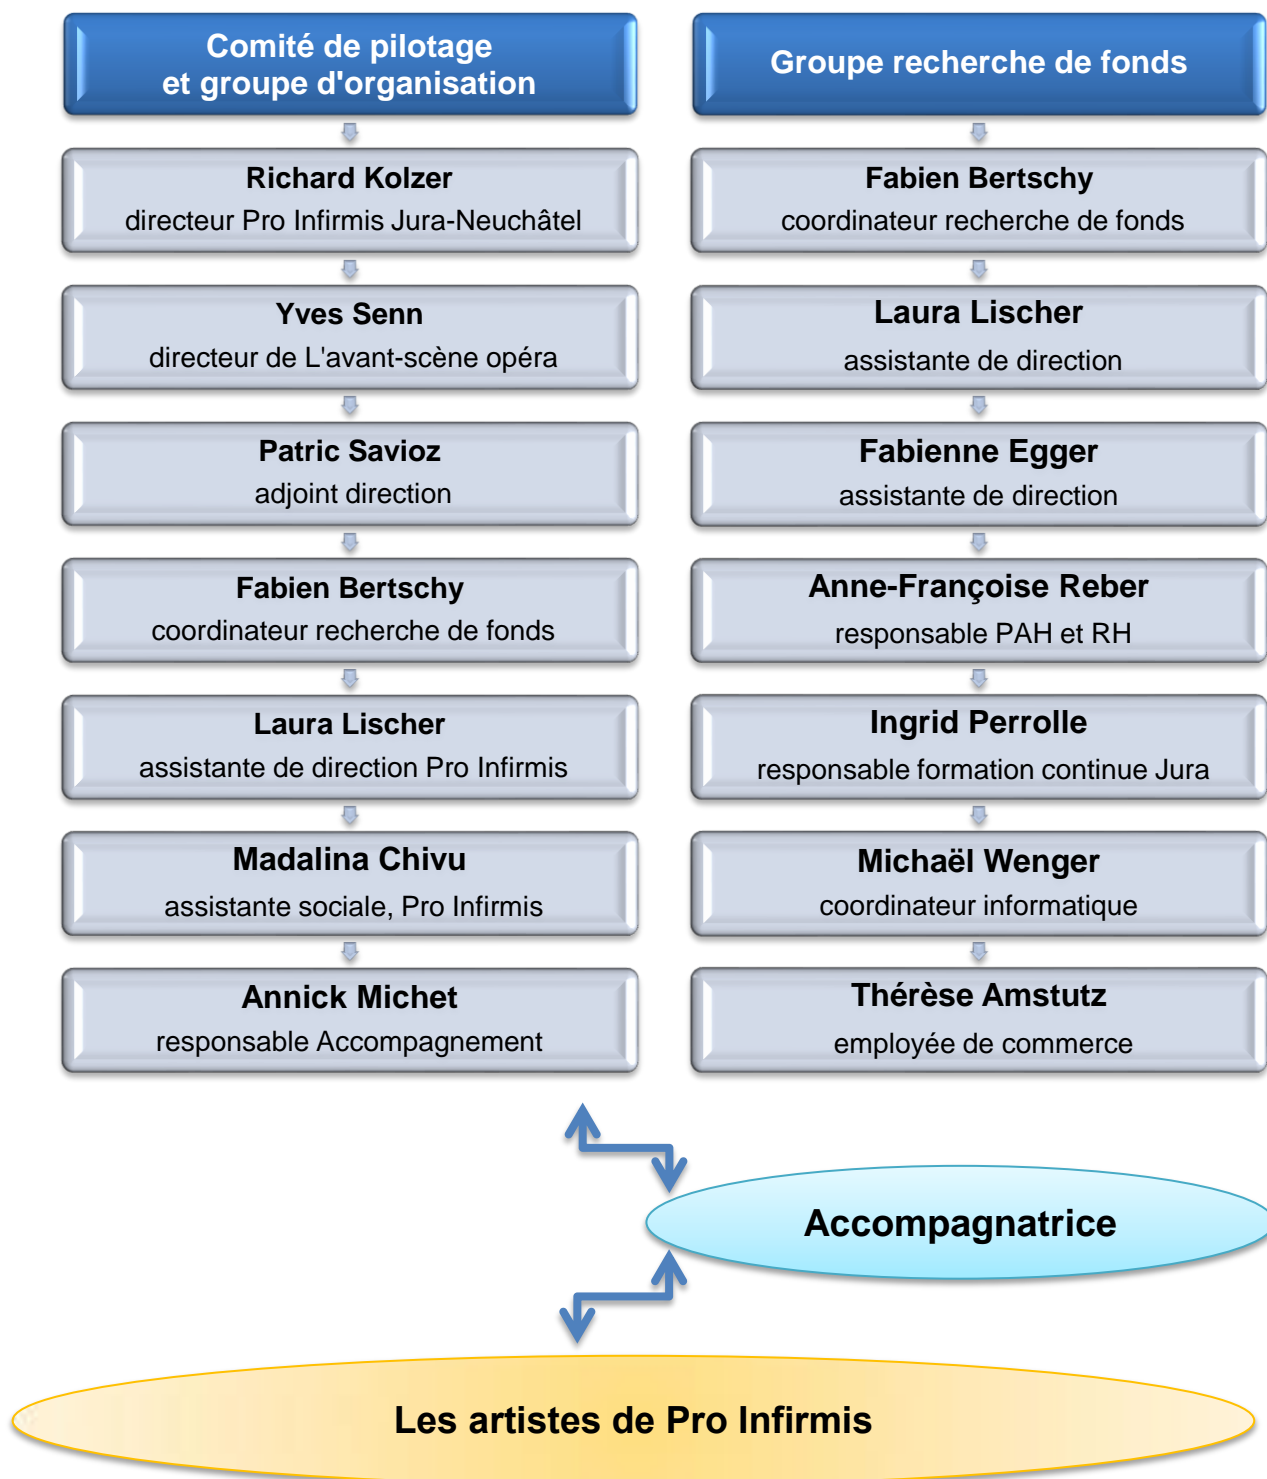 Comité de pilotage
et groupe d'organisation
Richard Kolzer
directeur Pro Infirmis Jura-Neuchâtel
Yves Senn
directeur de L'avant-scène opéra
Patric Savioz
adjoint direction
Fabien Bertschy
coordinateur recherche de fonds
Laura Lischer
assistante de direction Pro Infirmis
Madalina Chivu
assistante sociale, Pro Infirmis
Annick Michet
responsable Accompagnement
Groupe recherche de fonds
Fabien Bertschy
coordinateur recherche de fonds
Laura Lischer
assistante de direction
Fabienne Egger
assistante de direction
Anne-Françoise Reber
responsable PAH et RH
Ingrid Perrolle
responsable formation continue Jura
Michaël Wenger
coordinateur informatique
Thérèse Amstutz
employée de commerce
Accompagnatrice
Les artistes de Pro Infirmis